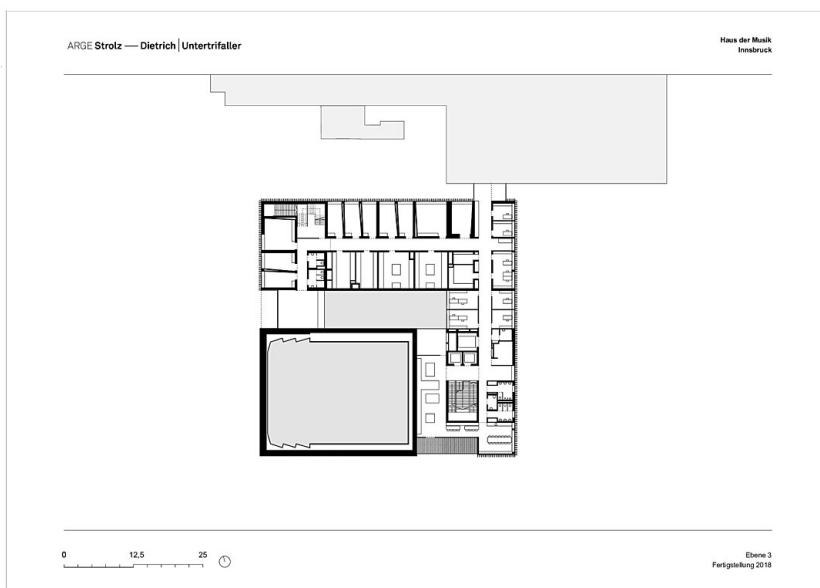 ARGE Strolz — Dietrich | Untertrifaller
Haus der Musik
Innsbruck
0 12,5 25
Ebene 3
Fertigstellung 2018